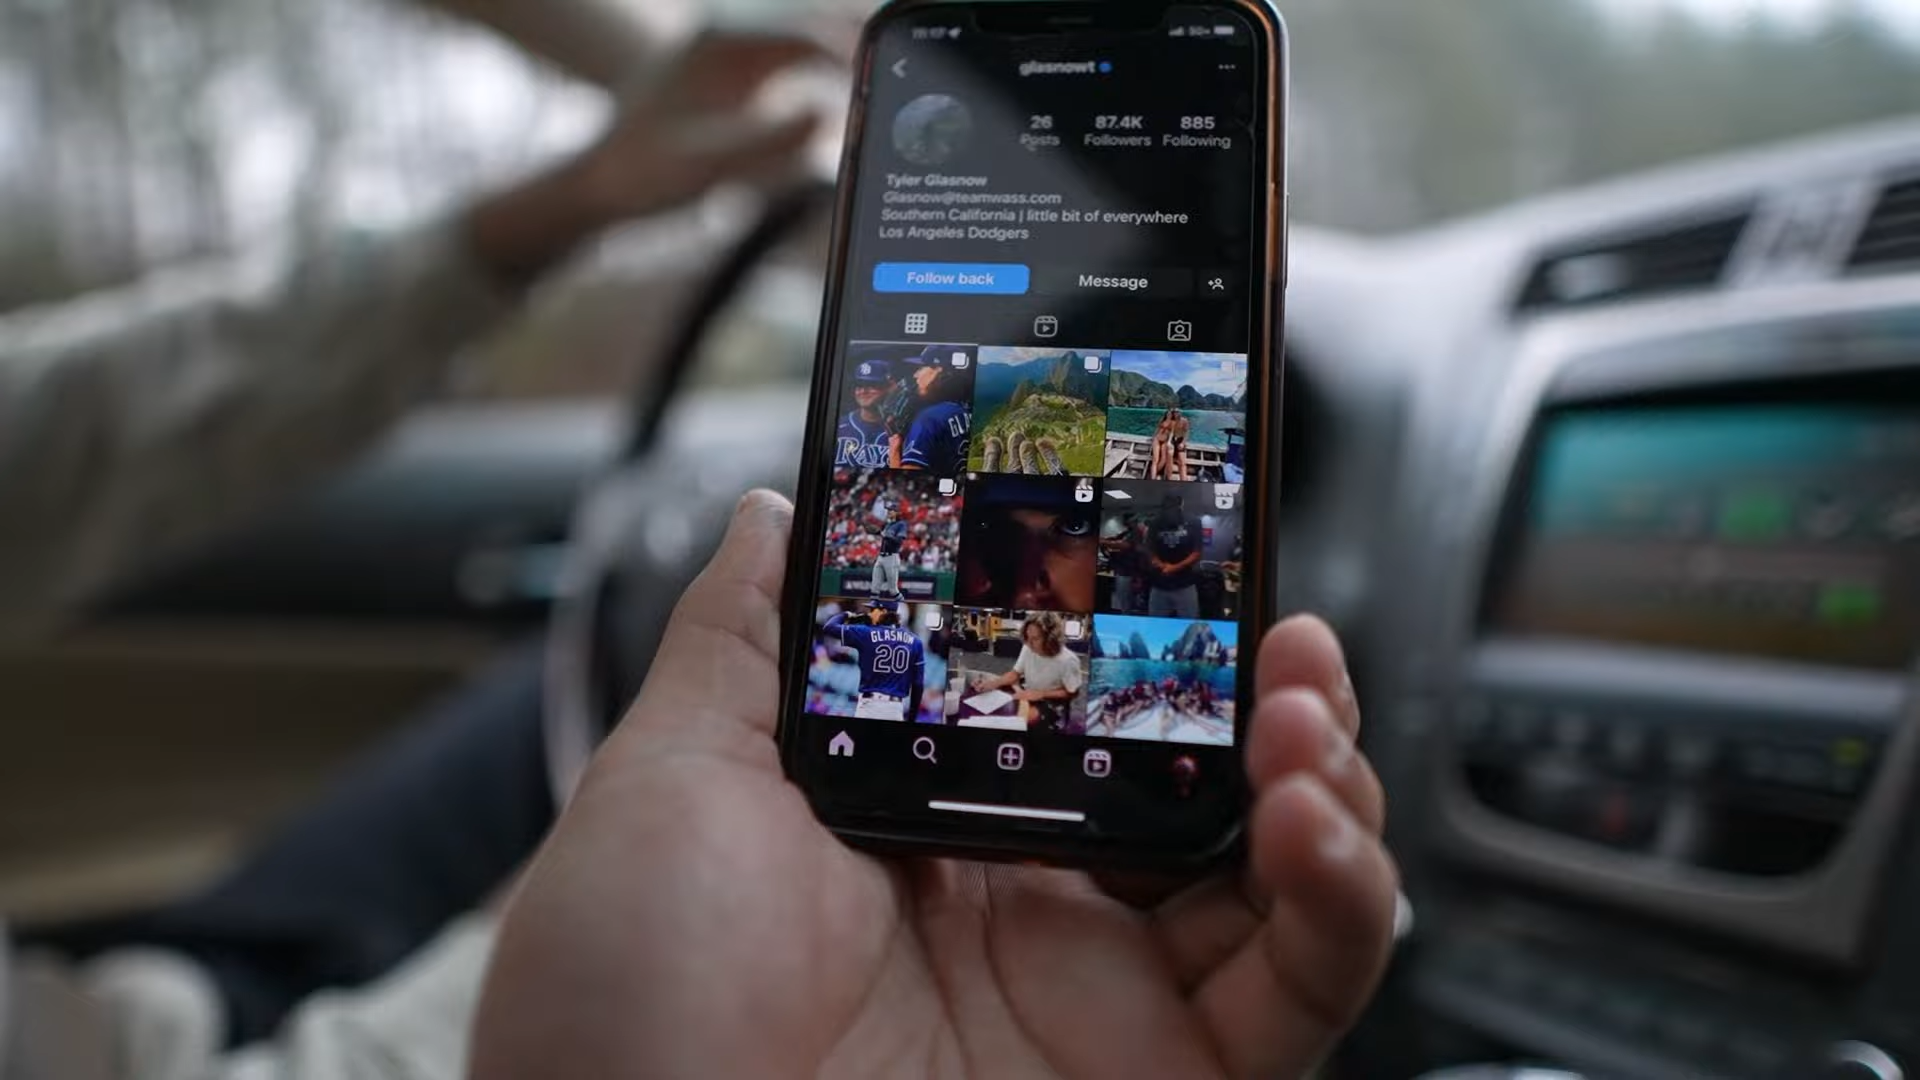 glasnowt
26 87.4K 885
Posts Followers Following
Tyler Glasnow
Glasnow@teamwass.com
Southern California | little bit of everywhere
Los Angeles Dodgers
Follow back Message
RAYS
GLA
GLASNOW
20